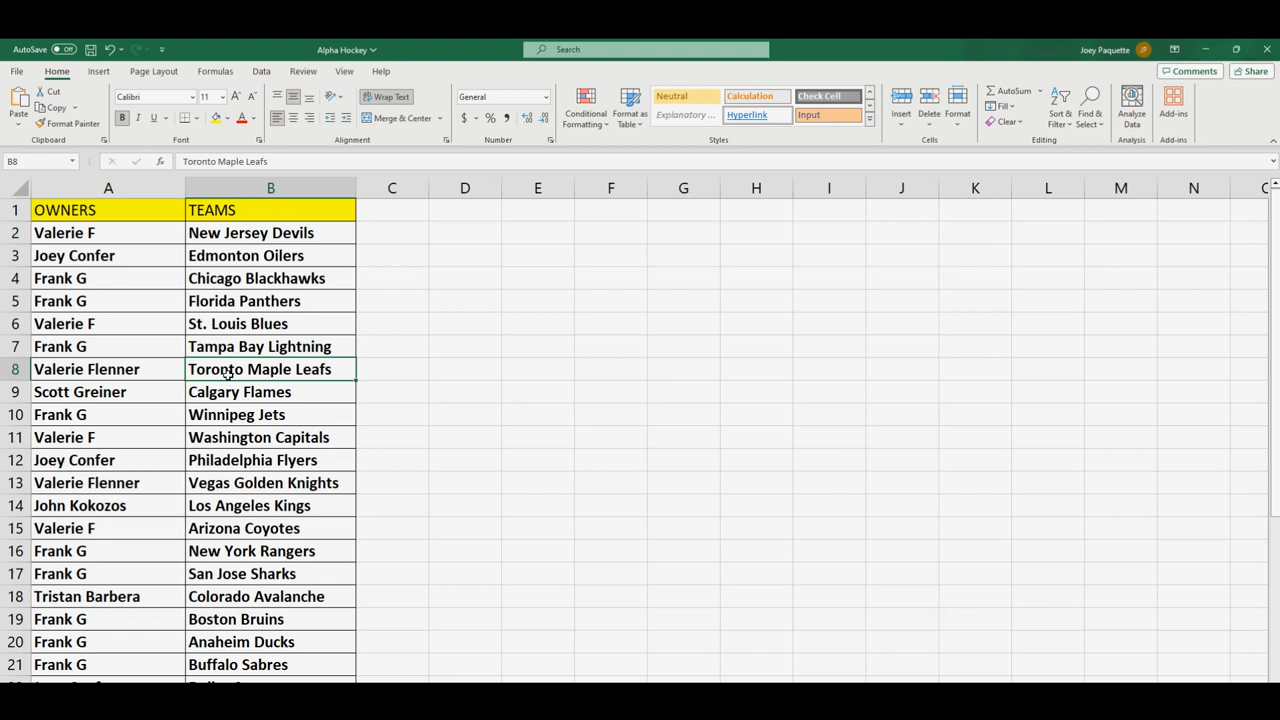 AutoSave Off Alpha Hockey Search Joey Paquette JP
File Home Insert Page Layout Formulas Data Review View Help Comments Share
Paste Cut Copy Format Painter Clipboard
Calibri 11 A A B I U A Font
Wrap Text Merge & Center Alignment
General $ % , Number
Conditional Formatting Format as Table Neutral Calculation Check Cell
Explanatory ... Hyperlink Input Styles
Insert Delete Format Cells
AutoSum Fill Clear Sort & Filter Find & Select Editing
Analyze Data Analysis Add-ins Add-ins
B8 fx Toronto Maple Leafs
A B C D E F G H I J K L M N
1 OWNERS TEAMS
2 Valerie F New Jersey Devils
3 Joey Confer Edmonton Oilers
4 Frank G Chicago Blackhawks
5 Frank G Florida Panthers
6 Valerie F St. Louis Blues
7 Frank G Tampa Bay Lightning
8 Valerie Flenner Toronto Maple Leafs
9 Scott Greiner Calgary Flames
10 Frank G Winnipeg Jets
11 Valerie F Washington Capitals
12 Joey Confer Philadelphia Flyers
13 Valerie Flenner Vegas Golden Knights
14 John Kokozos Los Angeles Kings
15 Valerie F Arizona Coyotes
16 Frank G New York Rangers
17 Frank G San Jose Sharks
18 Tristan Barbera Colorado Avalanche
19 Frank G Boston Bruins
20 Frank G Anaheim Ducks
21 Frank G Buffalo Sabres